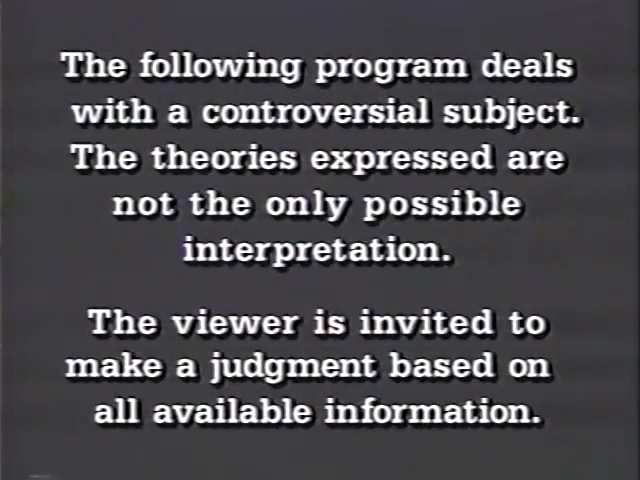 The following program deals
with a controversial subject.
The theories expressed are
not the only possible
interpretation.
The viewer is invited to
make a judgment based on
all available information.